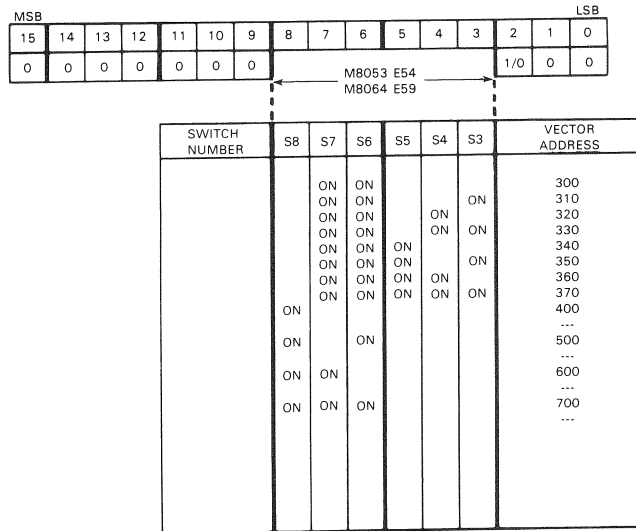 MSB LSB
15 14 13 12 11 10 9 8 7 6 5 4 3 2 1 0
0 0 0 0 0 0 0 1/0 0 0
M8053 E54
M8064 E59
SWITCH NUMBER S8 S7 S6 S5 S4 S3 VECTOR ADDRESS
ON ON 300
ON ON ON 310
ON ON ON 320
ON ON ON ON 330
ON ON ON 340
ON ON ON ON 350
ON ON ON ON 360
ON ON ON ON ON 370
ON 400
---
ON ON 500
---
ON ON 600
---
ON ON ON 700
---